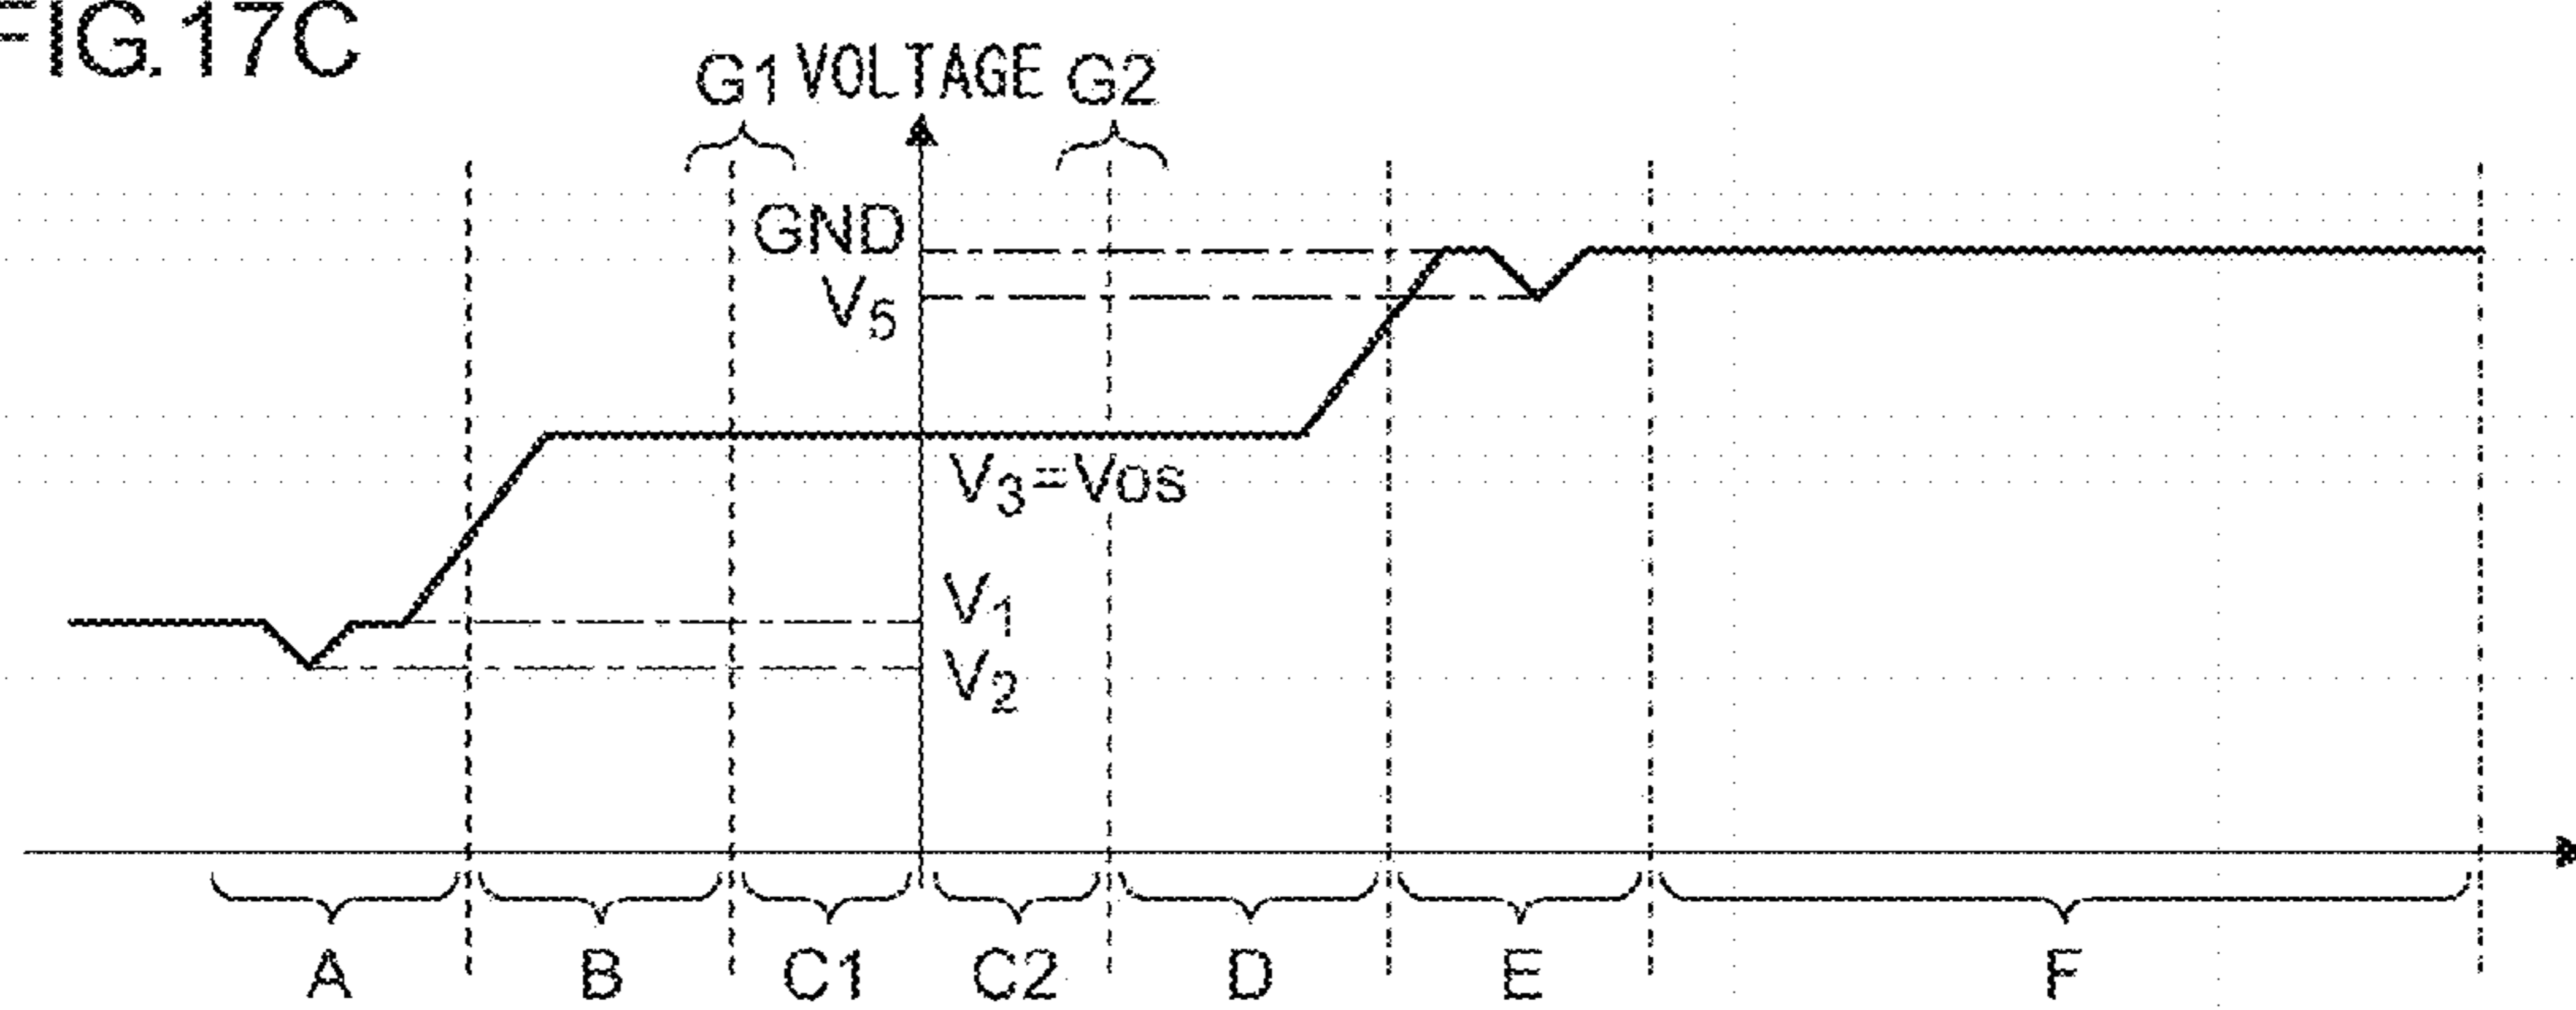 FIG. 17C
G1 VOLTAGE G2
GND
V5
V3=Vos
V1
V2
A B C1 C2 D E F